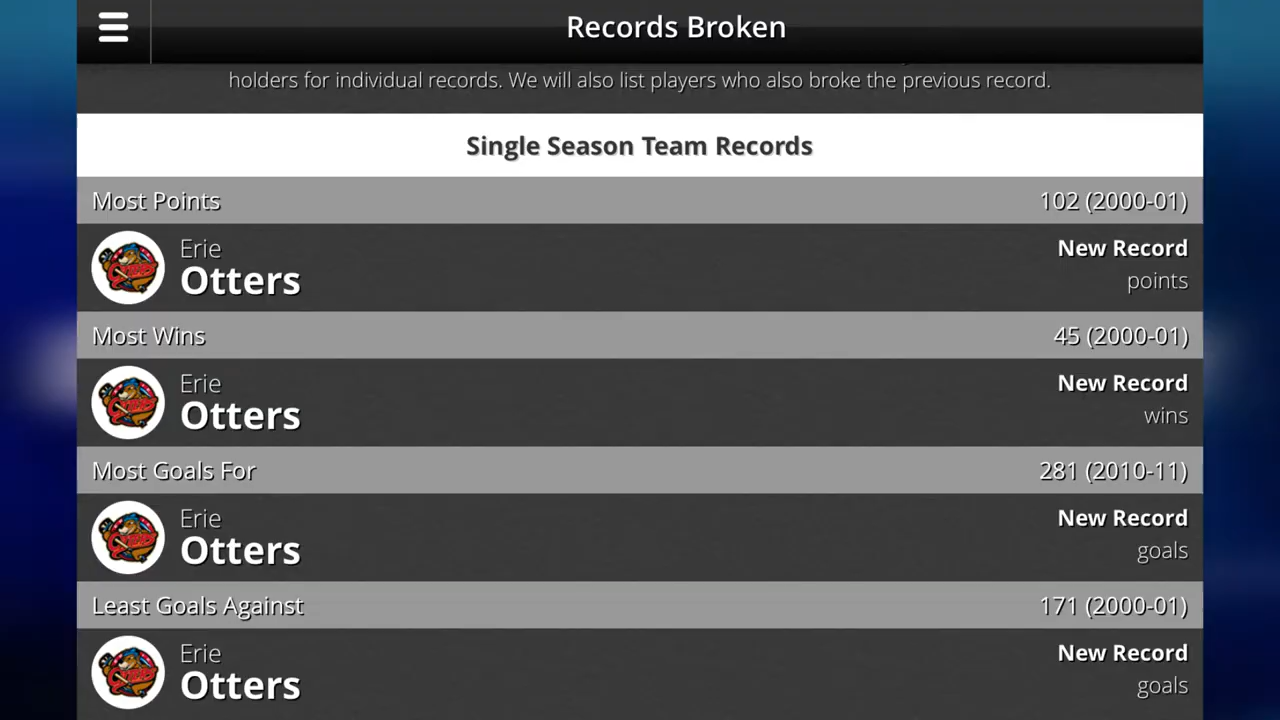 Records Broken
holders for individual records. We will also list players who also broke the previous record.
Single Season Team Records
Most Points 102 (2000-01)
Erie New Record
Otters points
Most Wins 45 (2000-01)
Erie New Record
Otters wins
Most Goals For 281 (2010-11)
Erie New Record
Otters goals
Least Goals Against 171 (2000-01)
Erie New Record
Otters goals